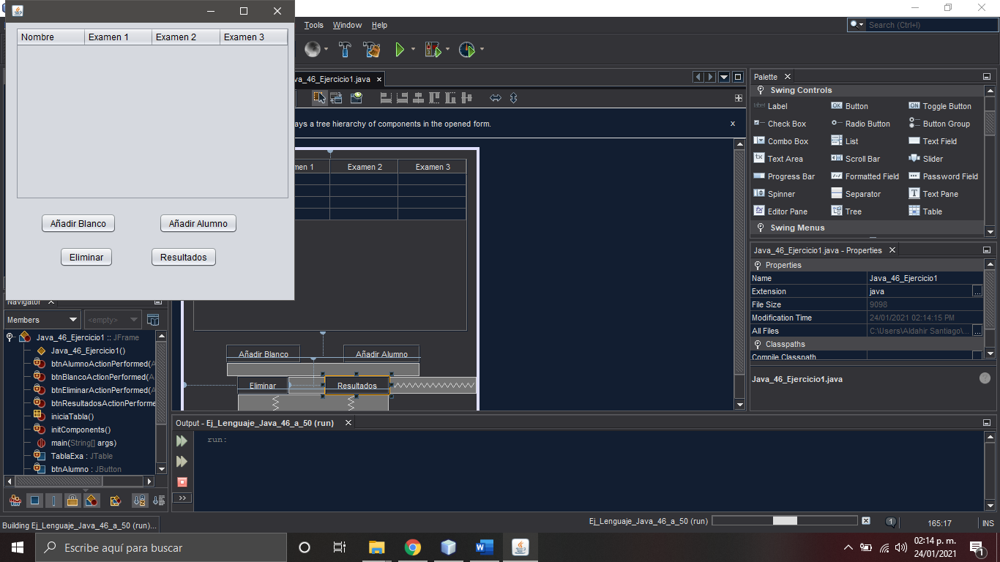 Nombre Examen 1 Examen 2 Examen 3
Añadir Blanco Añadir Alumno
Eliminar Resultados
Tools Window Help
Search (Ctrl+I)
va_46_Ejercicio1.java
ays a tree hierarchy of components in the opened form. x
men 1 Examen 2 Examen 3
Añadir Blanco Añadir Alumno
Eliminar Resultados
Palette
Swing Controls
label Label OK Button ON Toggle Button
Check Box Radio Button Button Group
Combo Box List Text Field
Text Area Scroll Bar Slider
Progress Bar Formatted Field Password Field
Spinner Separator Text Pane
Editor Pane Tree Table
Swing Menus
Java_46_Ejercicio1.java - Properties
Properties
Name Java_46_Ejercicio1
Extension java ...
File Size 9098
Modification Time 24/01/2021 02:14:15 PM
All Files C:\Users\Aldahir Santiago\... ...
Classpaths
Compile Classpath
Java_46_Ejercicio1.java
Navigator
Members <empty>
Java_46_Ejercicio1 :: JFrame
Java_46_Ejercicio1()
btnAlumnoActionPerformed(A
btnBlancoActionPerformed(A
btnEliminarActionPerformed(A
btnResultadosActionPerforme
iniciaTabla()
initComponents()
main(String[] args)
TablaExa : JTable
btnAlumno : JButton
Output - Ej_Lenguaje_Java_46_a_50 (run)
run:
>>
Building Ej_Lenguaje_Java_46_a_50 (run)...
Ej_Lenguaje_Java_46_a_50 (run) 1 165:17 INS
Escribe aquí para buscar
02:14 p. m.
24/01/2021
1